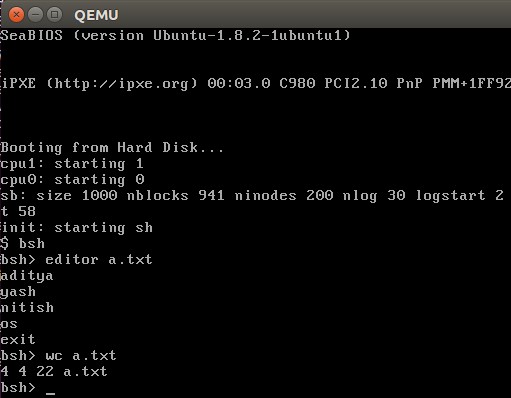 QEMU
SeaBIOS (version Ubuntu-1.8.2-1ubuntu1)
iPXE (http://ipxe.org) 00:03.0 C980 PCI2.10 PnP PMM+1FF92
Booting from Hard Disk...
cpu1: starting 1
cpu0: starting 0
sb: size 1000 nblocks 941 ninodes 200 nlog 30 logstart 2
t 58
init: starting sh
$ bsh
bsh> editor a.txt
aditya
yash
nitish
os
exit
bsh> wc a.txt
4 4 22 a.txt
bsh> _